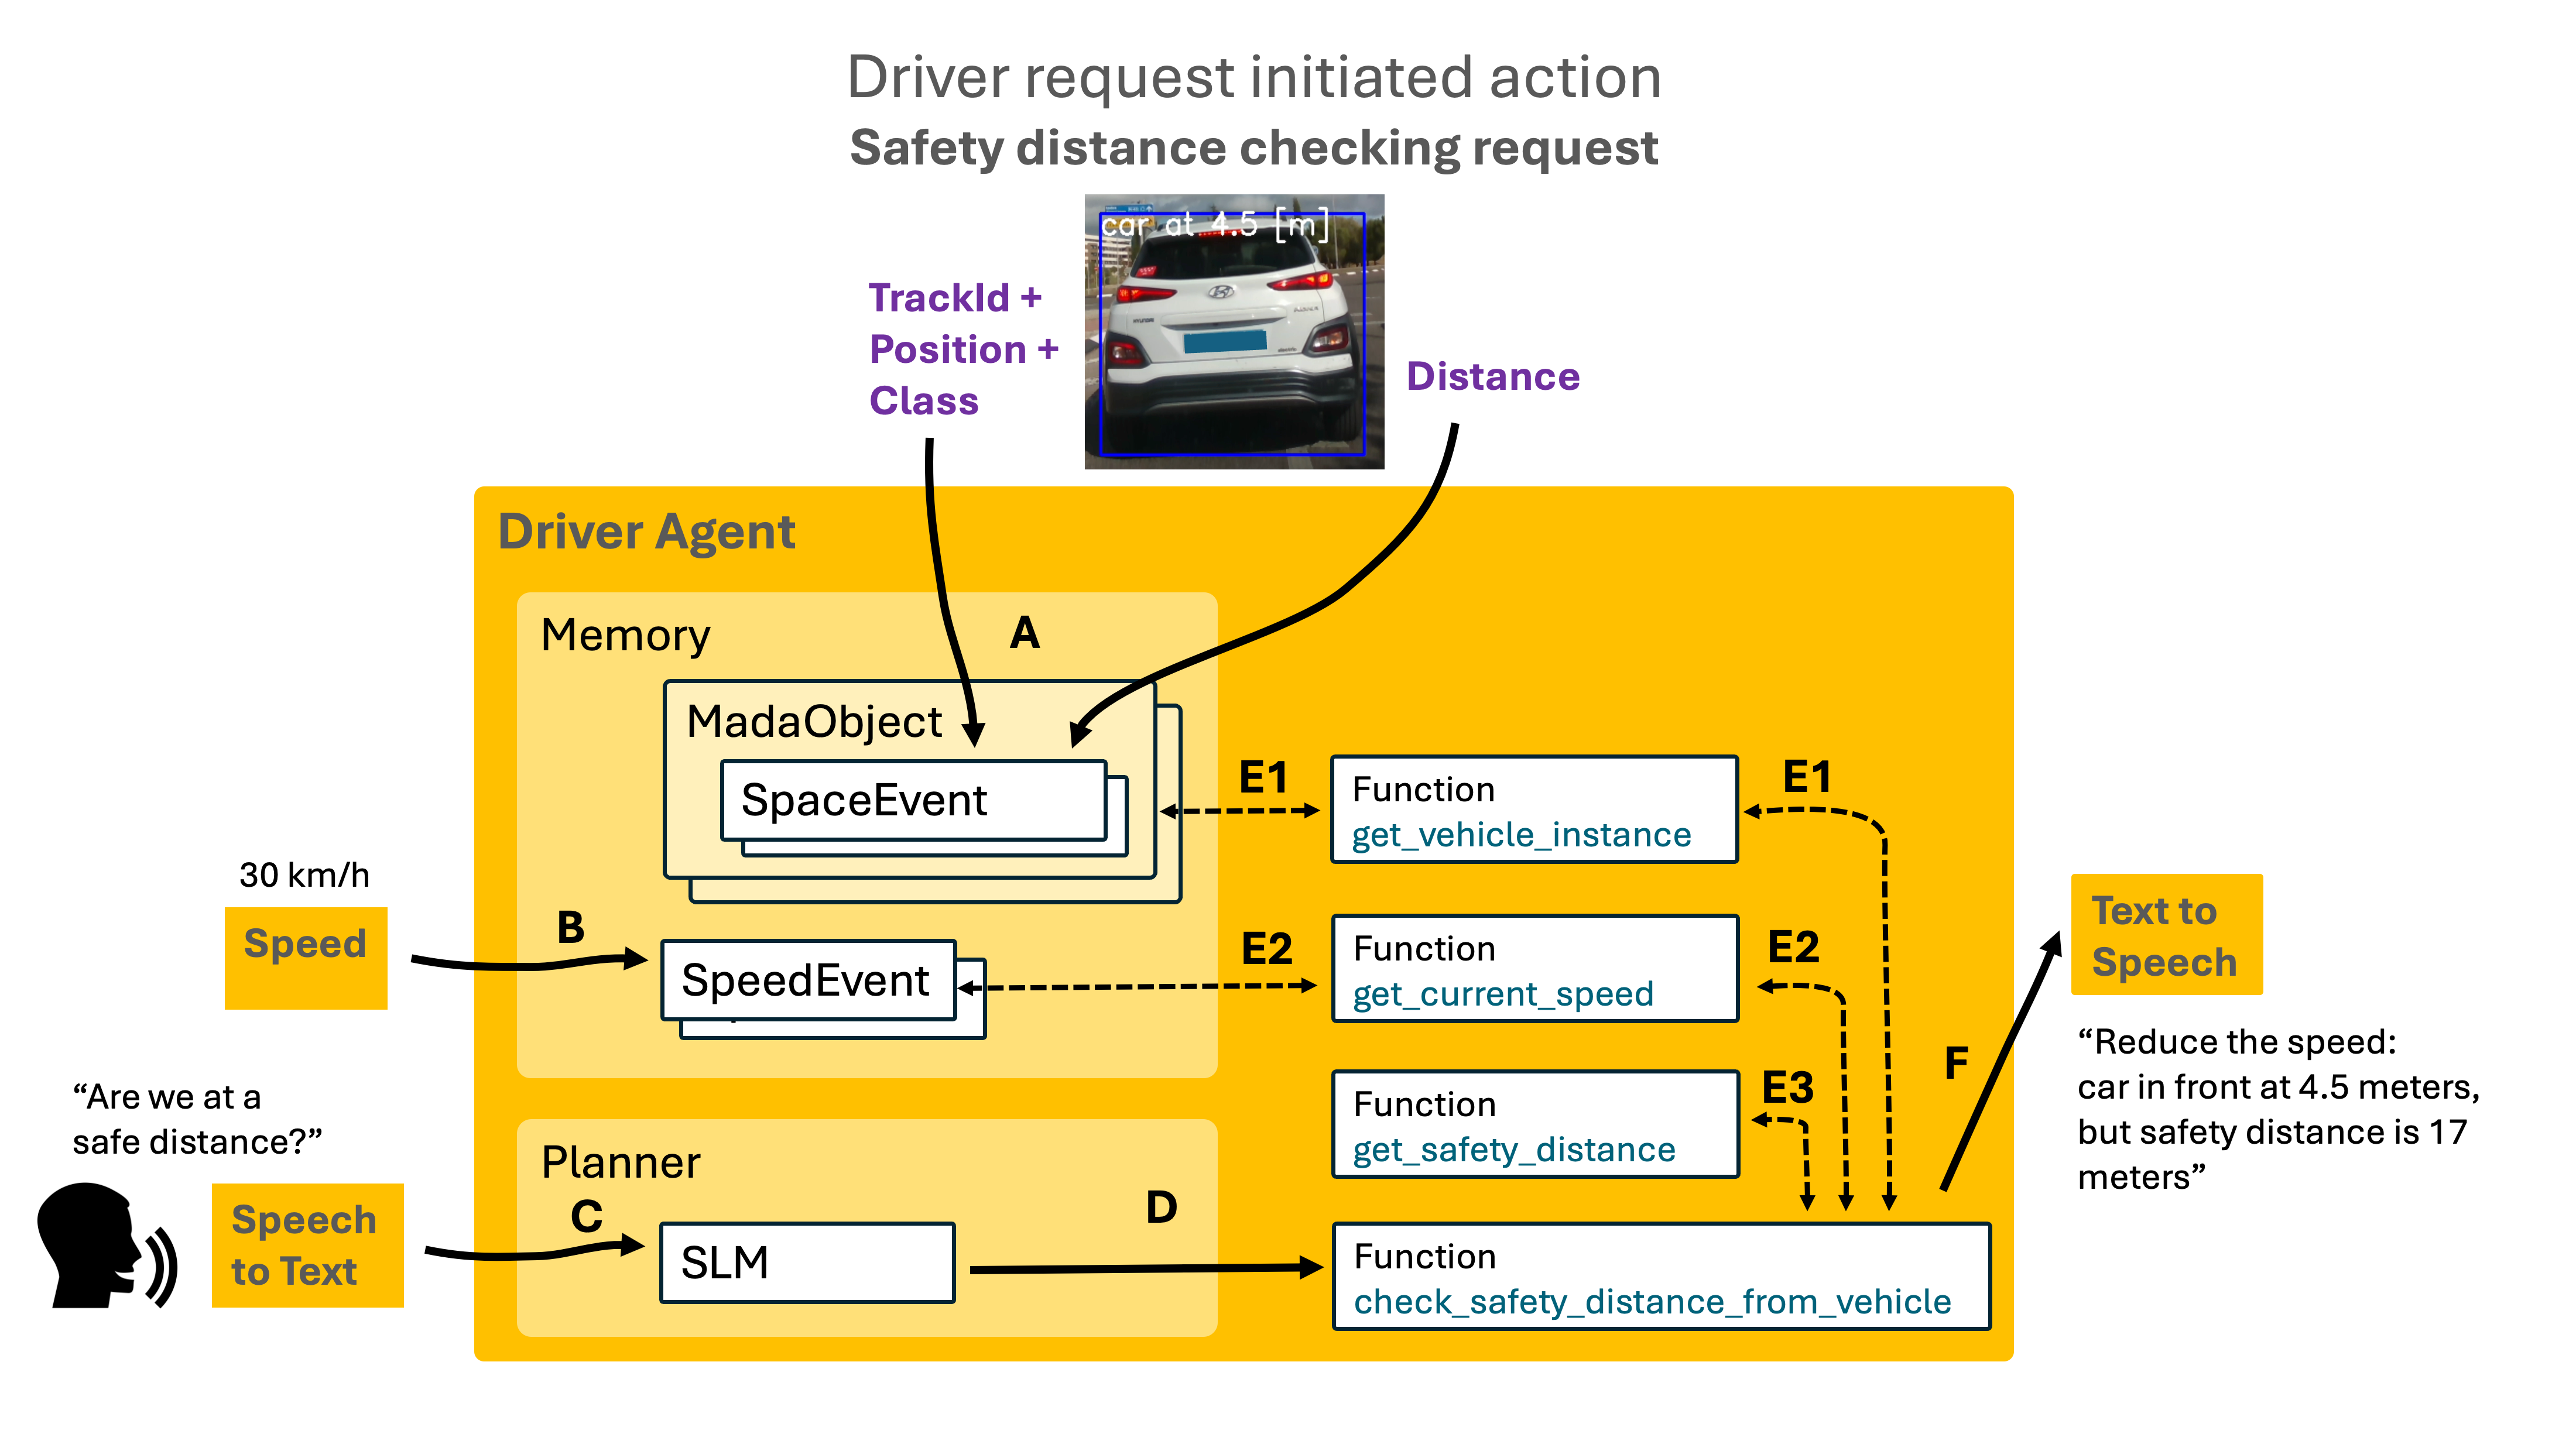 Driver request initiated action
Safety distance checking request
car at 4.5 [m]
TrackId +
Position +
Class
Distance
Driver Agent
Memory
A
MadaObject
SpaceEvent
E1
Function
get_vehicle_instance
E1
30 km/h
Speed
B
SpeedEvent
E2
Function
get_current_speed
E2
Text to
Speech
"Are we at a
safe distance?"
Speech
to Text
Planner
C
SLM
D
Function
get_safety_distance
E3
F
Function
check_safety_distance_from_vehicle
“Reduce the speed:
car in front at 4.5 meters,
but safety distance is 17
meters”